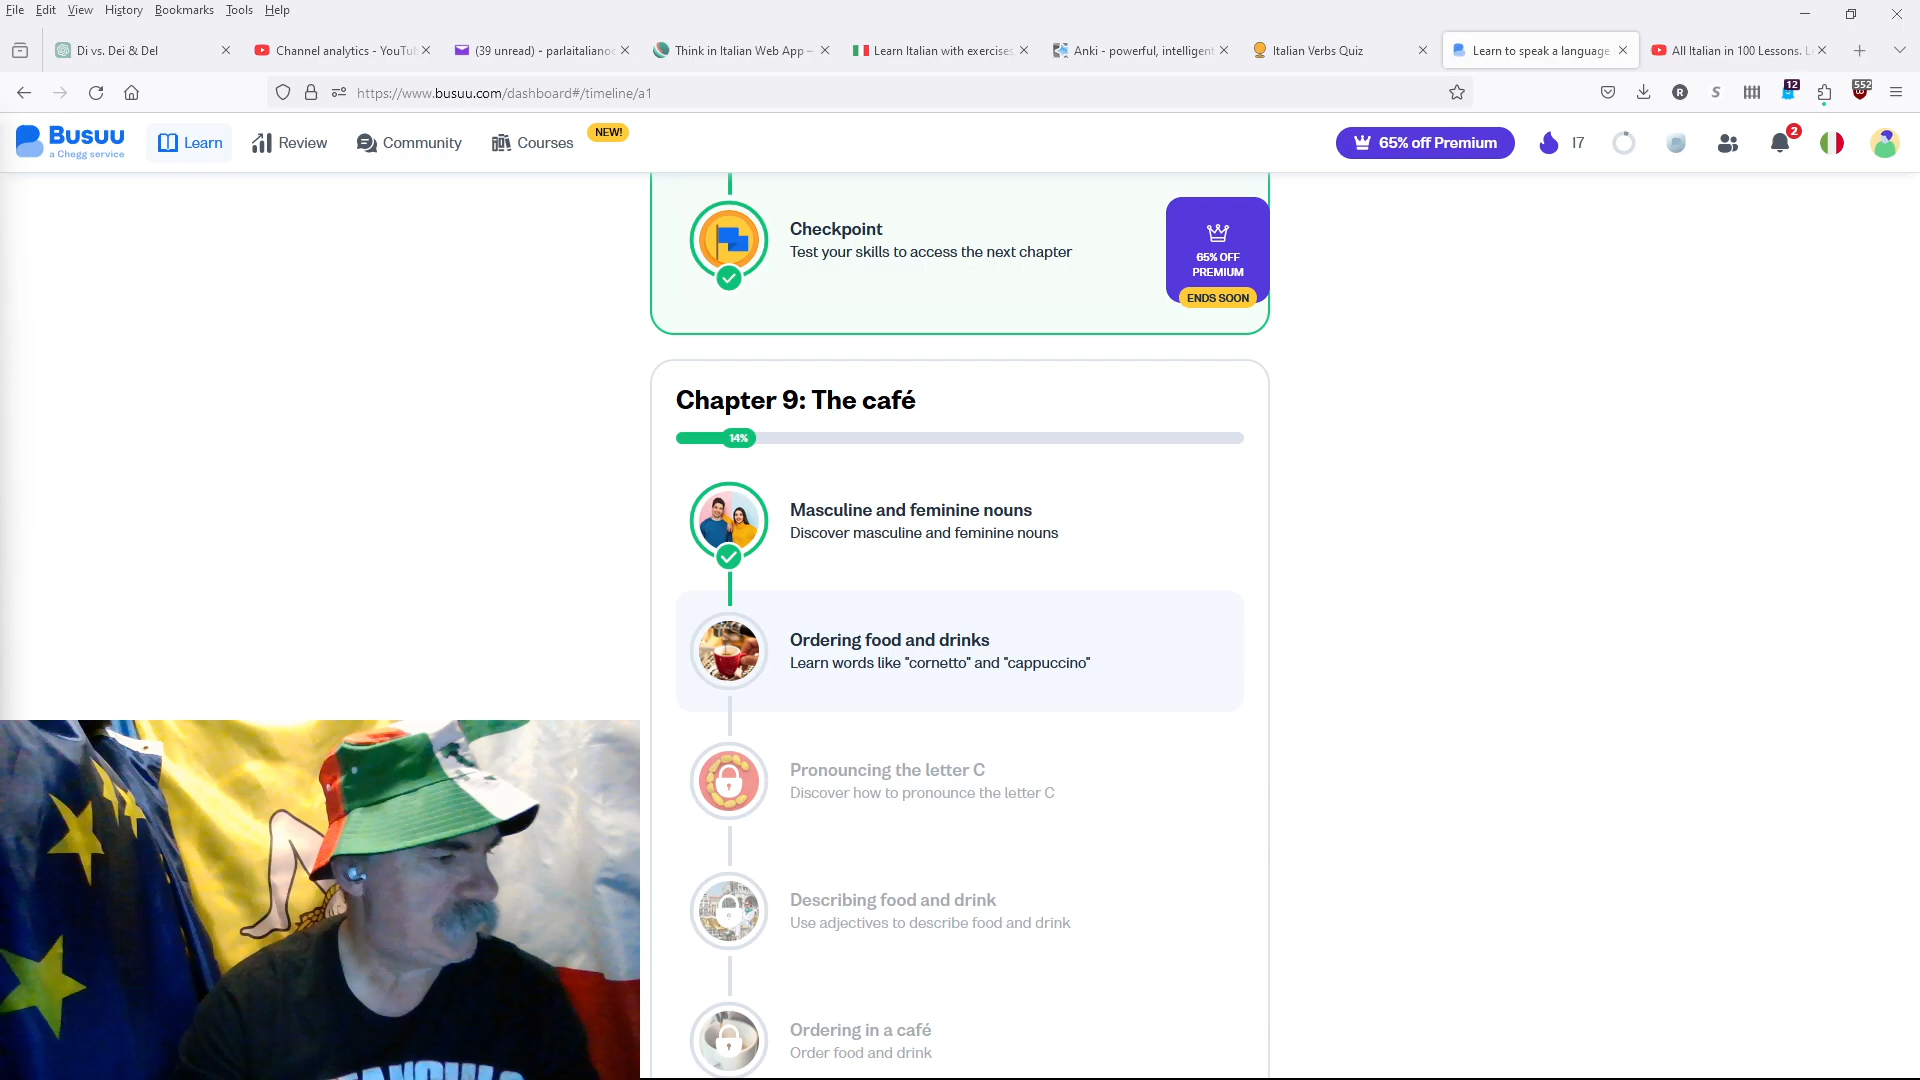 File Edit View History Bookmarks Tools Help
Di vs. Dei & Del
Channel analytics - YouTu
(39 unread) - parlaitaliano
Think in Italian Web App –
Learn Italian with exercises,
Anki - powerful, intelligent
Italian Verbs Quiz
Learn to speak a language
All Italian in 100 Lessons. L
https://www.busuu.com/dashboard#/timeline/a1
12
552
Busuu
a Chegg service
Learn
Review
Community
Courses
NEW!
65% off Premium
17
2
Checkpoint
Test your skills to access the next chapter
65% OFF
PREMIUM
ENDS SOON
Chapter 9: The café
14%
Masculine and feminine nouns
Discover masculine and feminine nouns
Ordering food and drinks
Learn words like "cornetto" and "cappuccino"
Pronouncing the letter C
Discover how to pronounce the letter C
Describing food and drink
Use adjectives to describe food and drink
Ordering in a café
Order food and drink